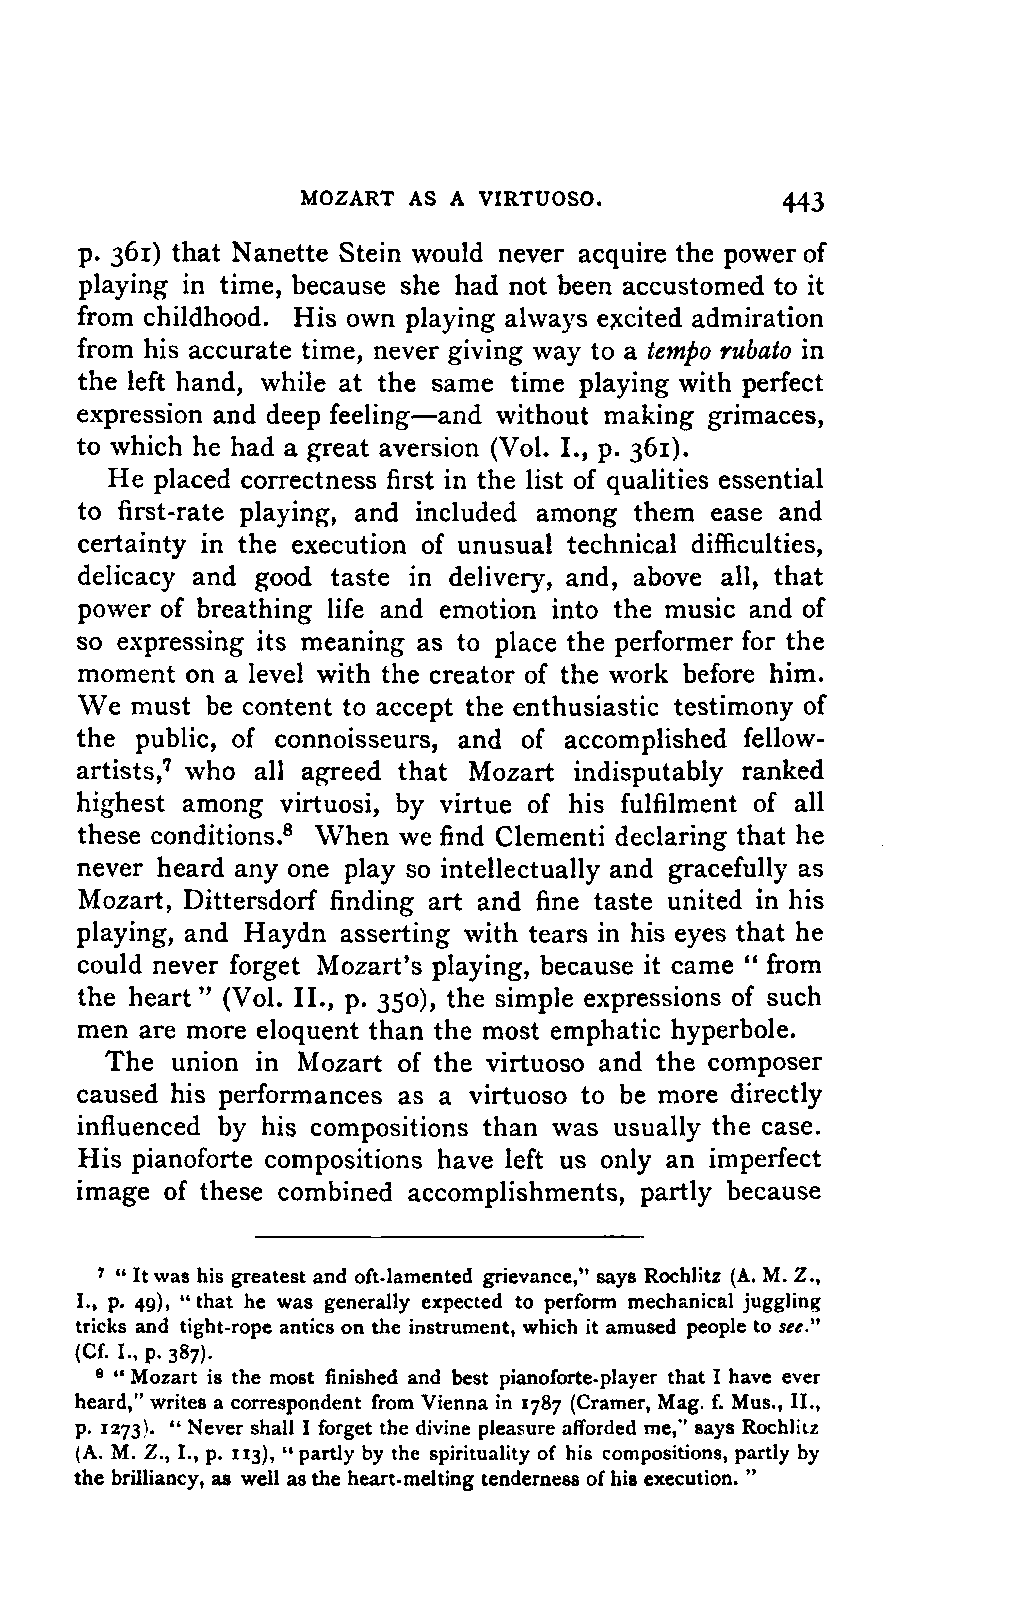 MOZART AS A VIRTUOSO. 443
p. 361) that Nanette Stein would never acquire the power of
playing in time, because she had not been accustomed to it
from childhood. His own playing always excited admiration
from his accurate time, never giving way to a tempo rubato in
the left hand, while at the same time playing with perfect
expression and deep feeling—and without making grimaces,
to which he had a great aversion (Vol. I., p. 361).
He placed correctness first in the list of qualities essential
to first-rate playing, and included among them ease and
certainty in the execution of unusual technical difficulties,
delicacy and good taste in delivery, and, above all, that
power of breathing life and emotion into the music and of
so expressing its meaning as to place the performer for the
moment on a level with the creator of the work before him.
We must be content to accept the enthusiastic testimony of
the public, of connoisseurs, and of accomplished fellow-
artists,⁷ who all agreed that Mozart indisputably ranked
highest among virtuosi, by virtue of his fulfilment of all
these conditions.⁸ When we find Clementi declaring that he
never heard any one play so intellectually and gracefully as
Mozart, Dittersdorf finding art and fine taste united in his
playing, and Haydn asserting with tears in his eyes that he
could never forget Mozart's playing, because it came " from
the heart " (Vol. II., p. 350), the simple expressions of such
men are more eloquent than the most emphatic hyperbole.
The union in Mozart of the virtuoso and the composer
caused his performances as a virtuoso to be more directly
influenced by his compositions than was usually the case.
His pianoforte compositions have left us only an imperfect
image of these combined accomplishments, partly because
⁷ " It was his greatest and oft-lamented grievance," says Rochlitz (A. M. Z.,
I., p. 49), " that he was generally expected to perform mechanical juggling
tricks and tight-rope antics on the instrument, which it amused people to see."
(Cf. I., p. 387).
⁸ " Mozart is the most finished and best pianoforte-player that I have ever
heard," writes a correspondent from Vienna in 1787 (Cramer, Mag. f. Mus., II.,
p. 1273). " Never shall I forget the divine pleasure afforded me," says Rochlitz
(A. M. Z., I., p. 113), " partly by the spirituality of his compositions, partly by
the brilliancy, as well as the heart-melting tenderness of his execution. "